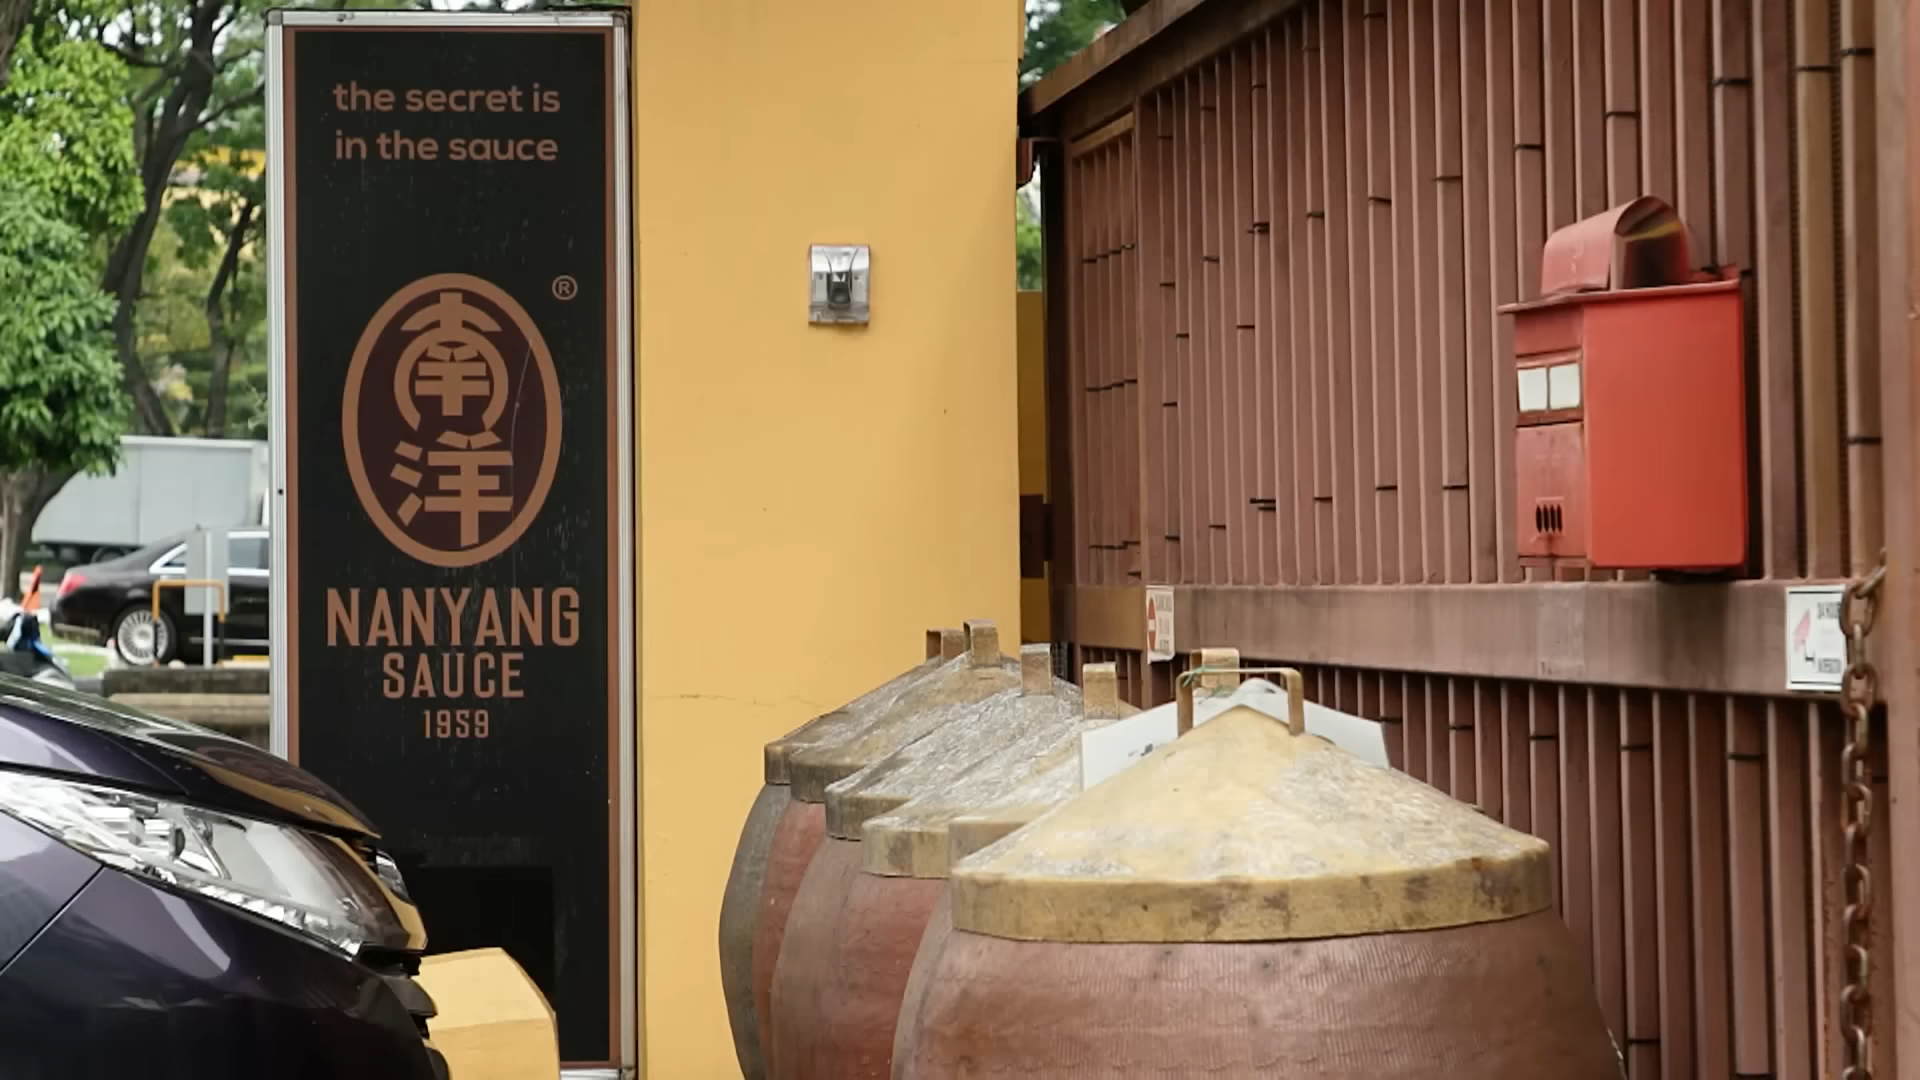 the secret is
in the sauce
®
南
洋
NANYANG
SAUCE
1959